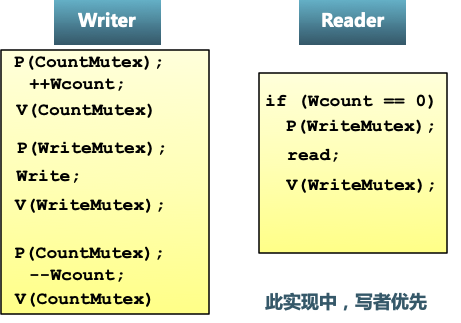 Writer
P(CountMutex);
++Wcount;
V(CountMutex)
P(WriteMutex);
Write;
V(WriteMutex);
P(CountMutex);
--Wcount;
V(CountMutex)
Reader
if (Wcount == 0)
P(WriteMutex);
read;
V(WriteMutex);
此实现中，写者优先